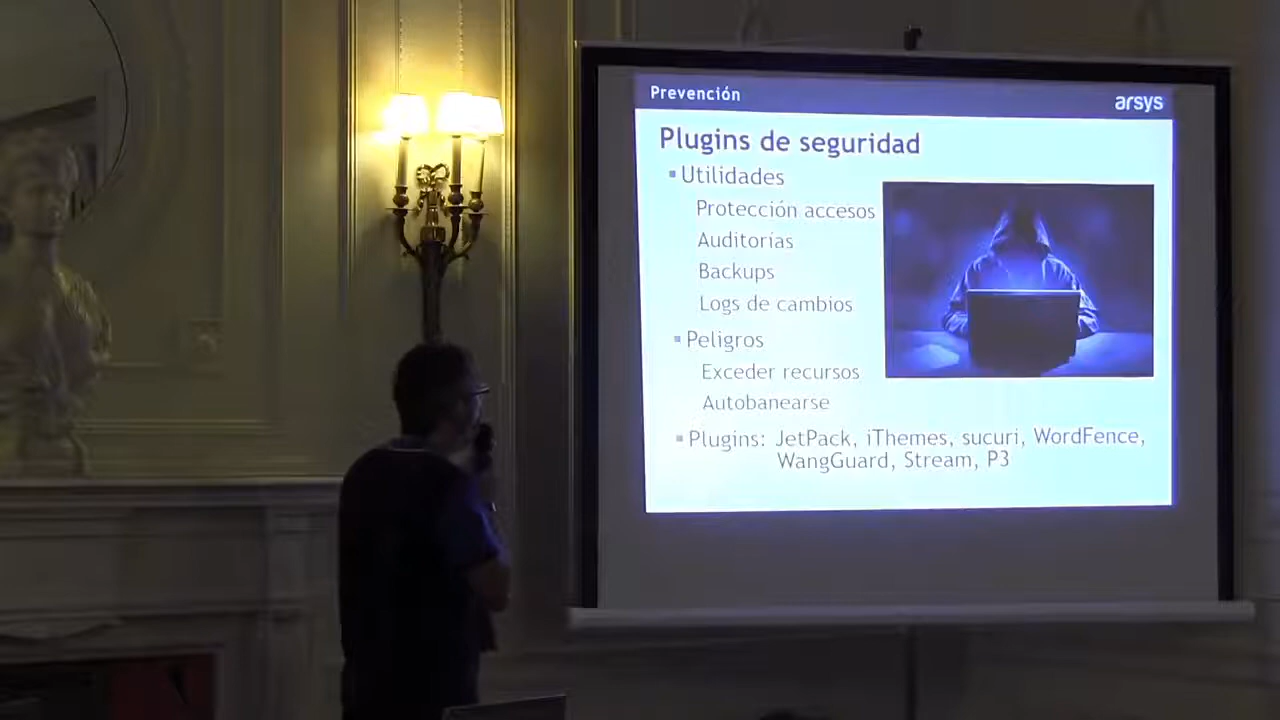 Prevención
arsys
Plugins de seguridad
Utilidades
Protección accesos
Auditorías
Backups
Logs de cambios
Peligros
Exceder recursos
Autobanearse
Plugins: JetPack, iThemes, sucuri, WordFence,
WangGuard, Stream, P3